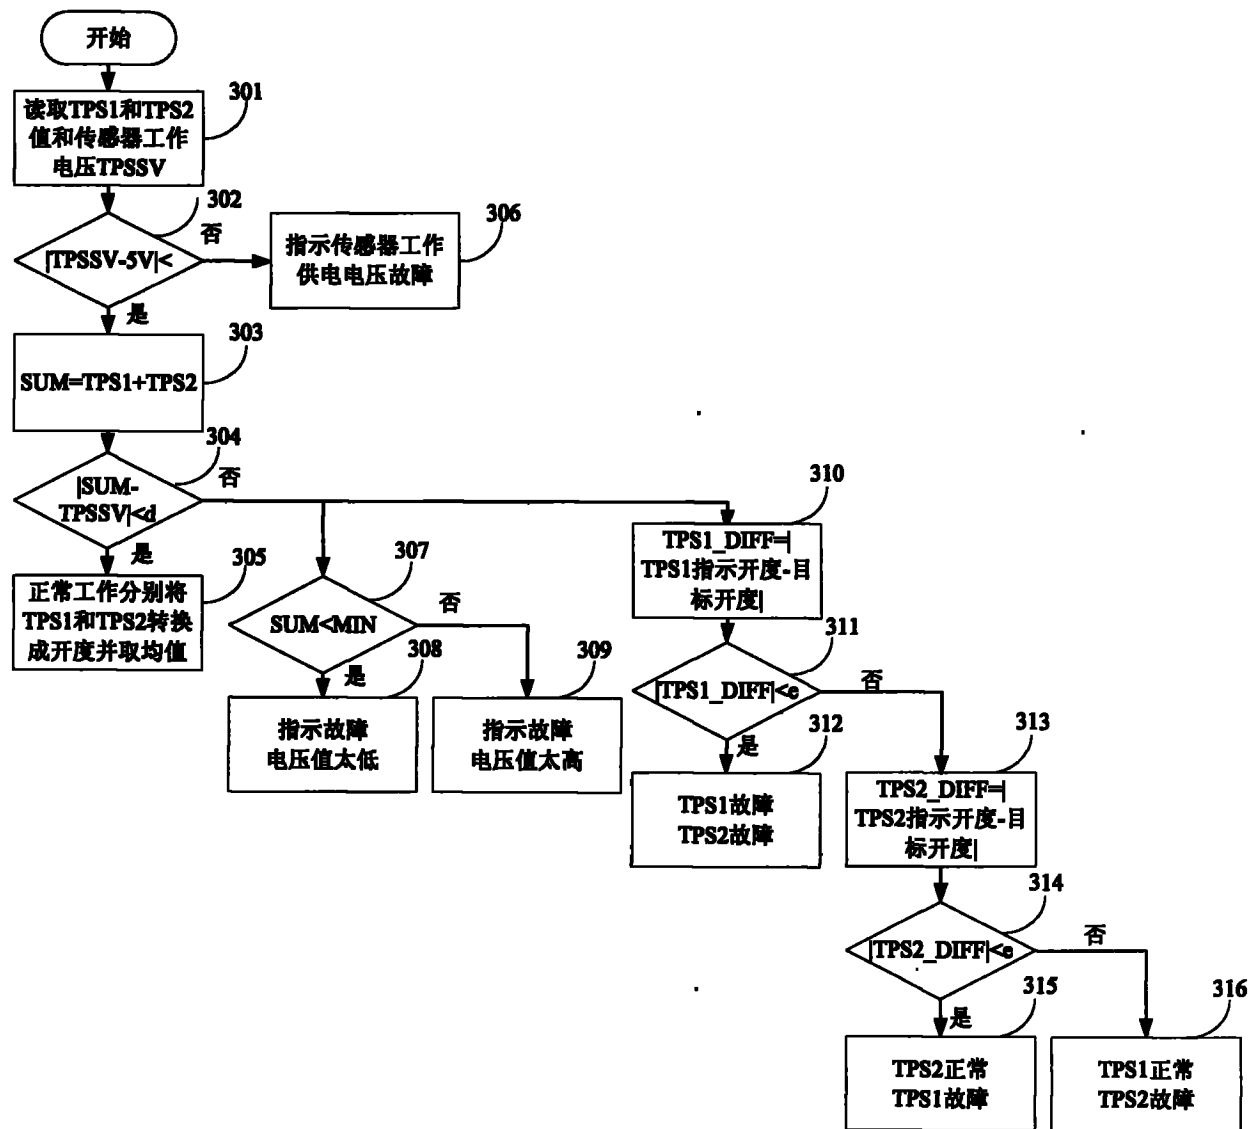 开始
301
读取TPS1和TPS2
值和传感器工作
电压TPSSV
302
|TPSSV-5V|<
否
是
306
指示传感器工作
供电电压故障
303
SUM=TPS1+TPS2
304
|SUM-
TPSSV|<d
否
是
305
正常工作分别将
TPS1和TPS2转换
成开度并取均值
307
SUM<MIN
否
是
308
指示故障
电压值太低
309
指示故障
电压值太高
310
TPS1_DIFF=|
TPS1指示开度-目
标开度|
311
|TPS1_DIFF|<e
否
是
312
TPS1故障
TPS2故障
313
TPS2_DIFF=|
TPS2指示开度-目
标开度|
314
|TPS2_DIFF|<e
否
是
315
TPS2正常
TPS1故障
316
TPS1正常
TPS2故障